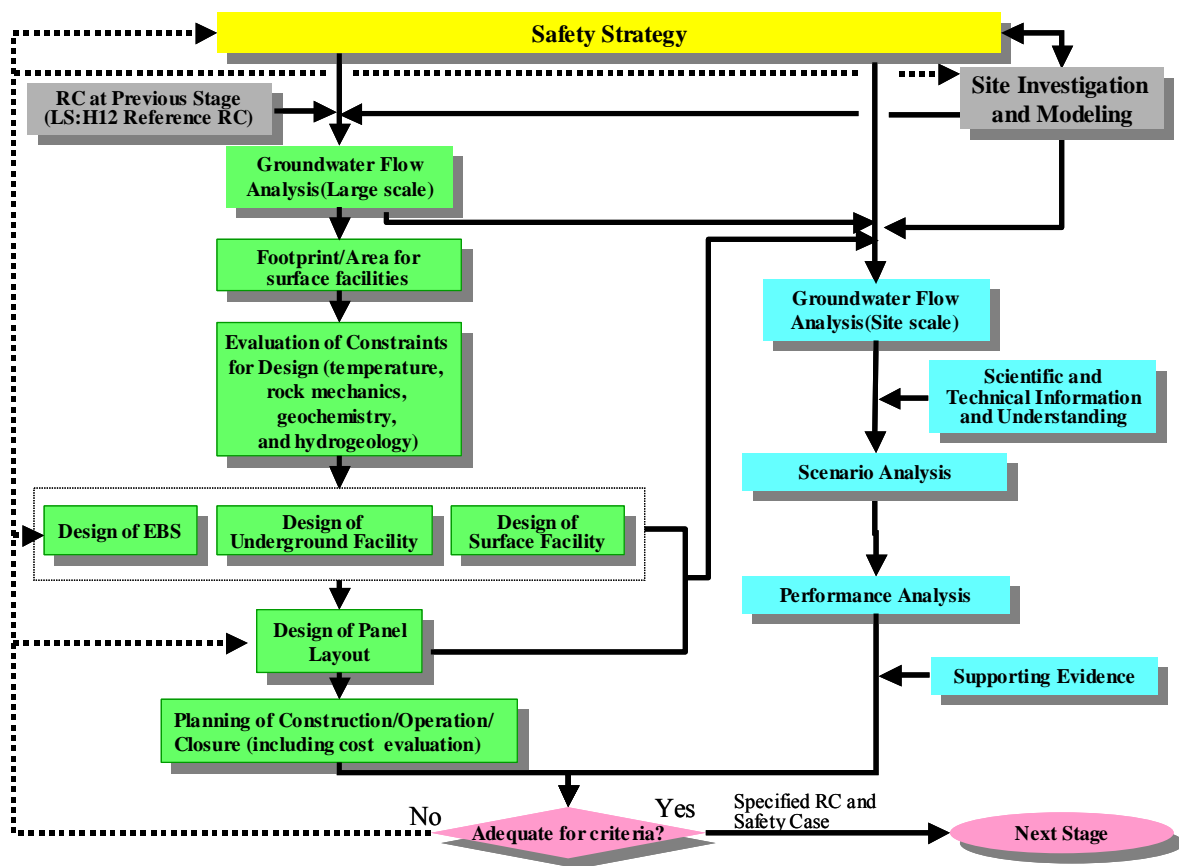 Safety Strategy
RC at Previous Stage
(LS:H12 Reference RC)
Site Investigation
and Modeling
Groundwater Flow
Analysis(Large scale)
Footprint/Area for
surface facilities
Evaluation of Constraints
for Design (temperature,
rock mechanics,
geochemistry,
and hydrogeology)
Groundwater Flow
Analysis(Site scale)
Scientific and
Technical Information
and Understanding
Scenario Analysis
Design of EBS
Design of
Underground Facility
Design of
Surface Facility
Performance Analysis
Design of Panel
Layout
Supporting Evidence
Planning of Construction/Operation/
Closure (including cost evaluation)
No
Yes
Adequate for criteria?
Specified RC and
Safety Case
Next Stage